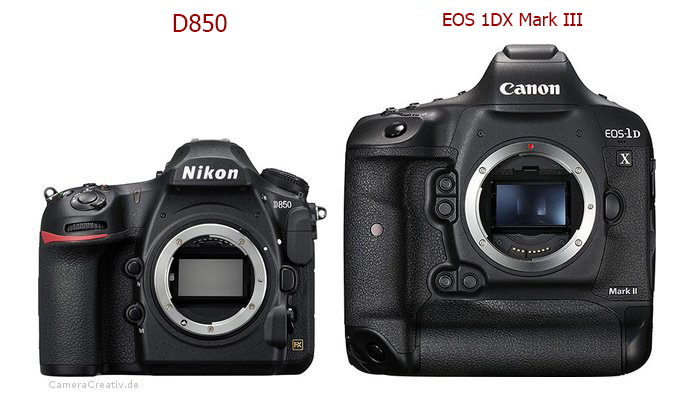 D850
EOS 1DX Mark III
Nikon
D850
FX
CameraCreativ.de
Canon
EOS-1D
X
Mark II